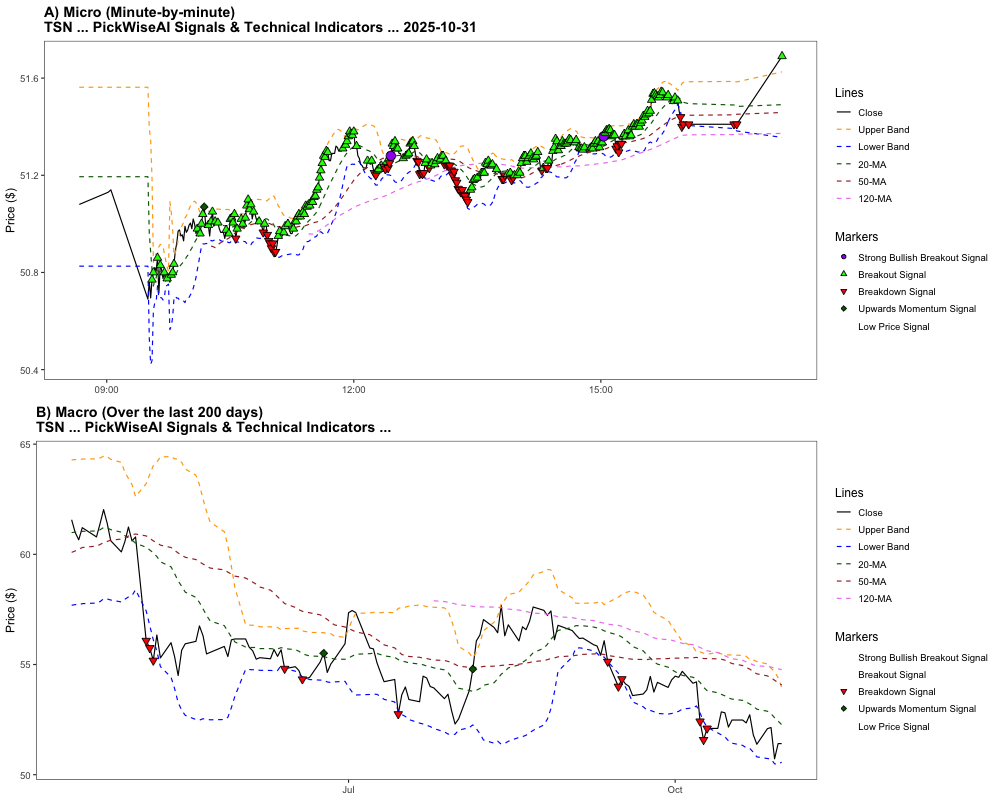 A) Micro (Minute-by-minute)
TSN ... PickWiseAI Signals & Technical Indicators ... 2025-10-31
Price ($)
51.6
51.2
50.8
50.4
09:00
12:00
15:00
Lines
Close
Upper Band
Lower Band
20-MA
50-MA
120-MA
Markers
Strong Bullish Breakout Signal
Breakout Signal
Breakdown Signal
Upwards Momentum Signal
Low Price Signal
B) Macro (Over the last 200 days)
TSN ... PickWiseAI Signals & Technical Indicators ...
Price ($)
65
60
55
50
Jul
Oct
Lines
Close
Upper Band
Lower Band
20-MA
50-MA
120-MA
Markers
Strong Bullish Breakout Signal
Breakout Signal
Breakdown Signal
Upwards Momentum Signal
Low Price Signal